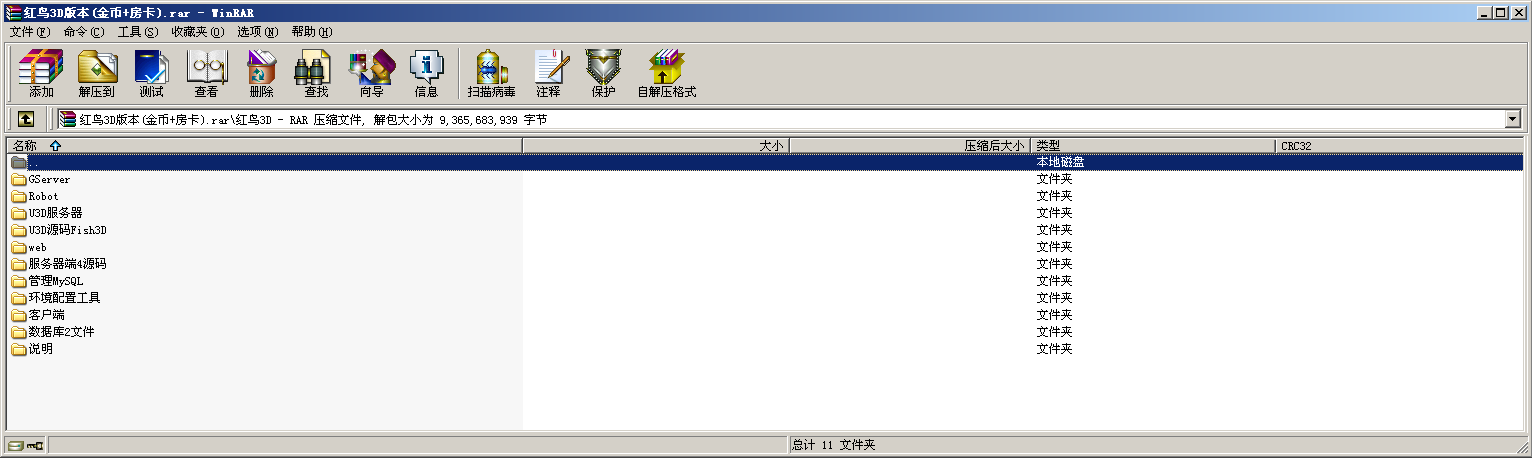 红鸟3D版本(金币+房卡).rar - WinRAR
文件(F) 命令(C) 工具(S) 收藏夹(O) 选项(N) 帮助(H)
添加 解压到 测试 查看 删除 查找 向导 信息 扫描病毒 注释 保护 自解压格式
红鸟3D版本(金币+房卡).rar\红鸟3D - RAR 压缩文件, 解包大小为 9,365,683,939 字节
名称 大小 压缩后大小 类型 CRC32
.. 本地磁盘
GServer 文件夹
Robot 文件夹
U3D服务器 文件夹
U3D源码Fish3D 文件夹
web 文件夹
服务器端4源码 文件夹
管理MySQL 文件夹
环境配置工具 文件夹
客户端 文件夹
数据库2文件 文件夹
说明 文件夹
总计 11 文件夹